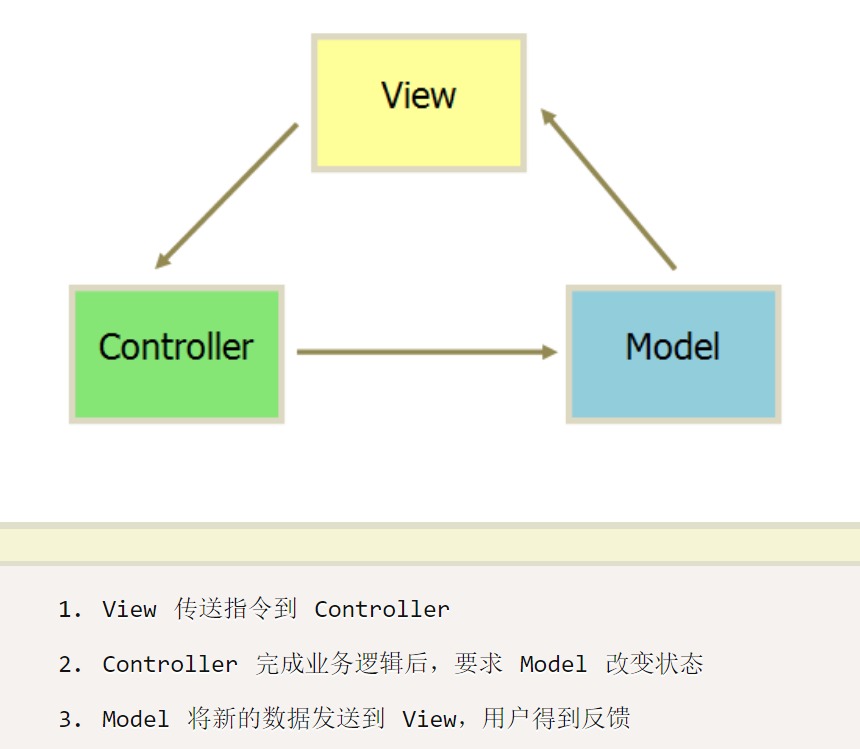 View
Controller
Model
1. View 传送指令到 Controller
2. Controller 完成业务逻辑后，要求 Model 改变状态
3. Model 将新的数据发送到 View，用户得到反馈